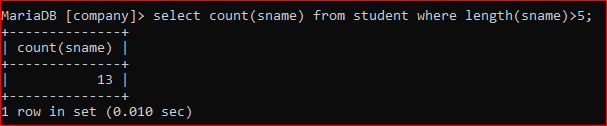 MariaDB [company]> select count(sname) from student where length(sname)>5;
+--------------+
| count(sname) |
+--------------+
|           13 |
+--------------+
1 row in set (0.010 sec)